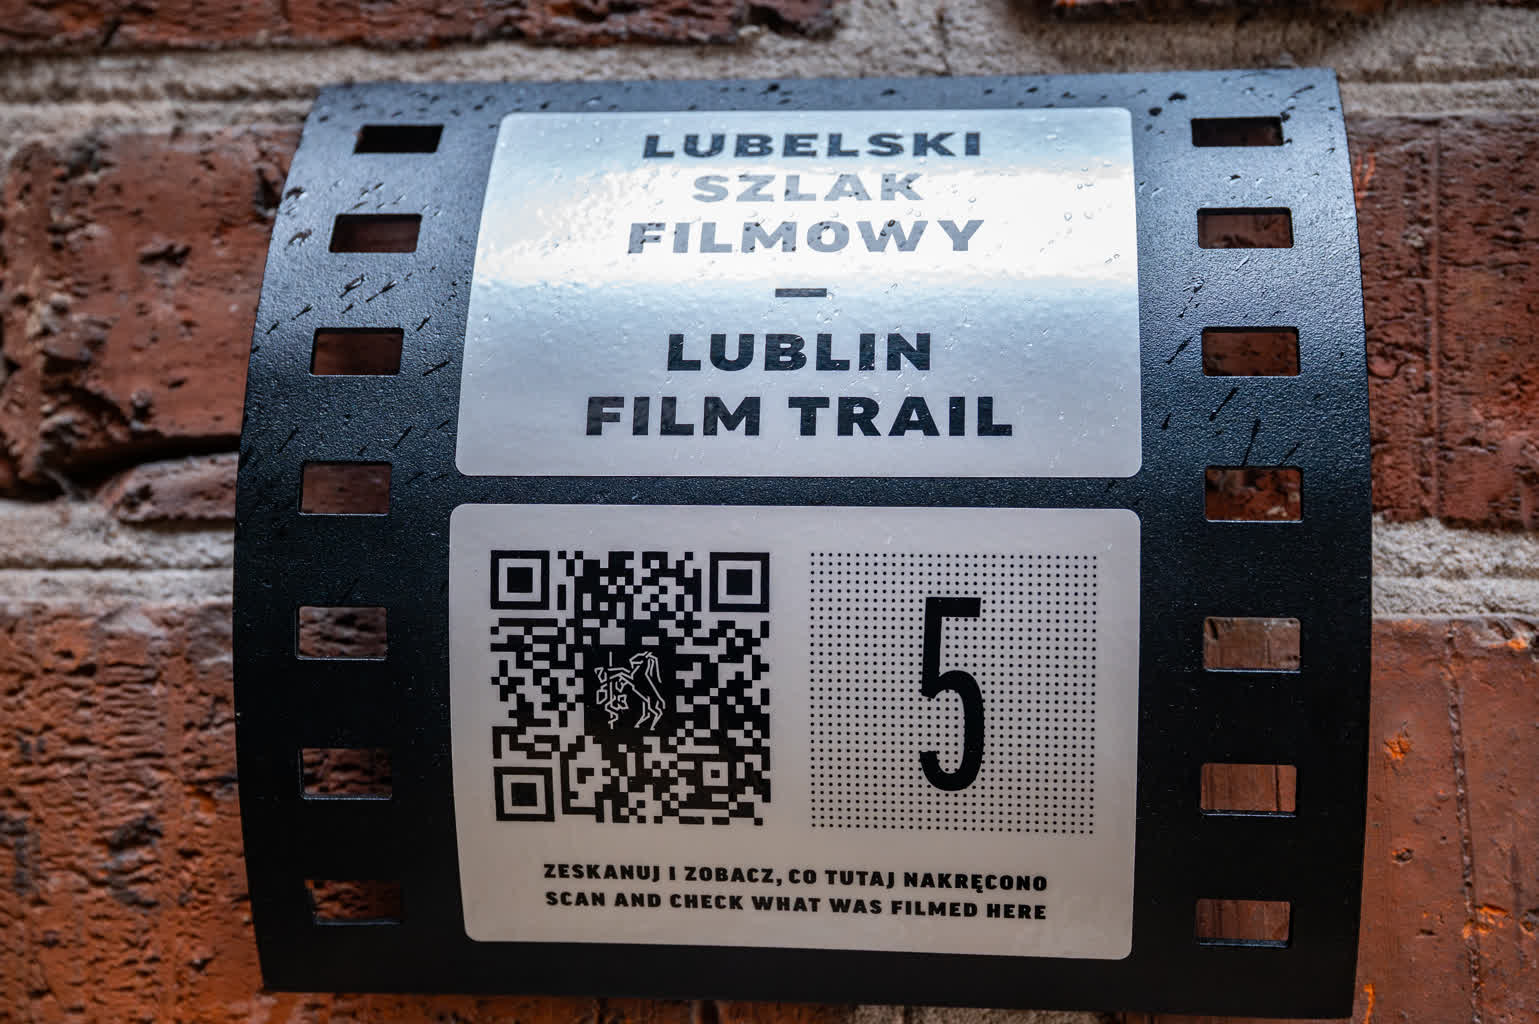 LUBELSKI
SZLAK
FILMOWY
—
LUBLIN
FILM TRAIL
5
ZESKANUJ I ZOBACZ, CO TUTAJ NAKRĘCONO
SCAN AND CHECK WHAT WAS FILMED HERE